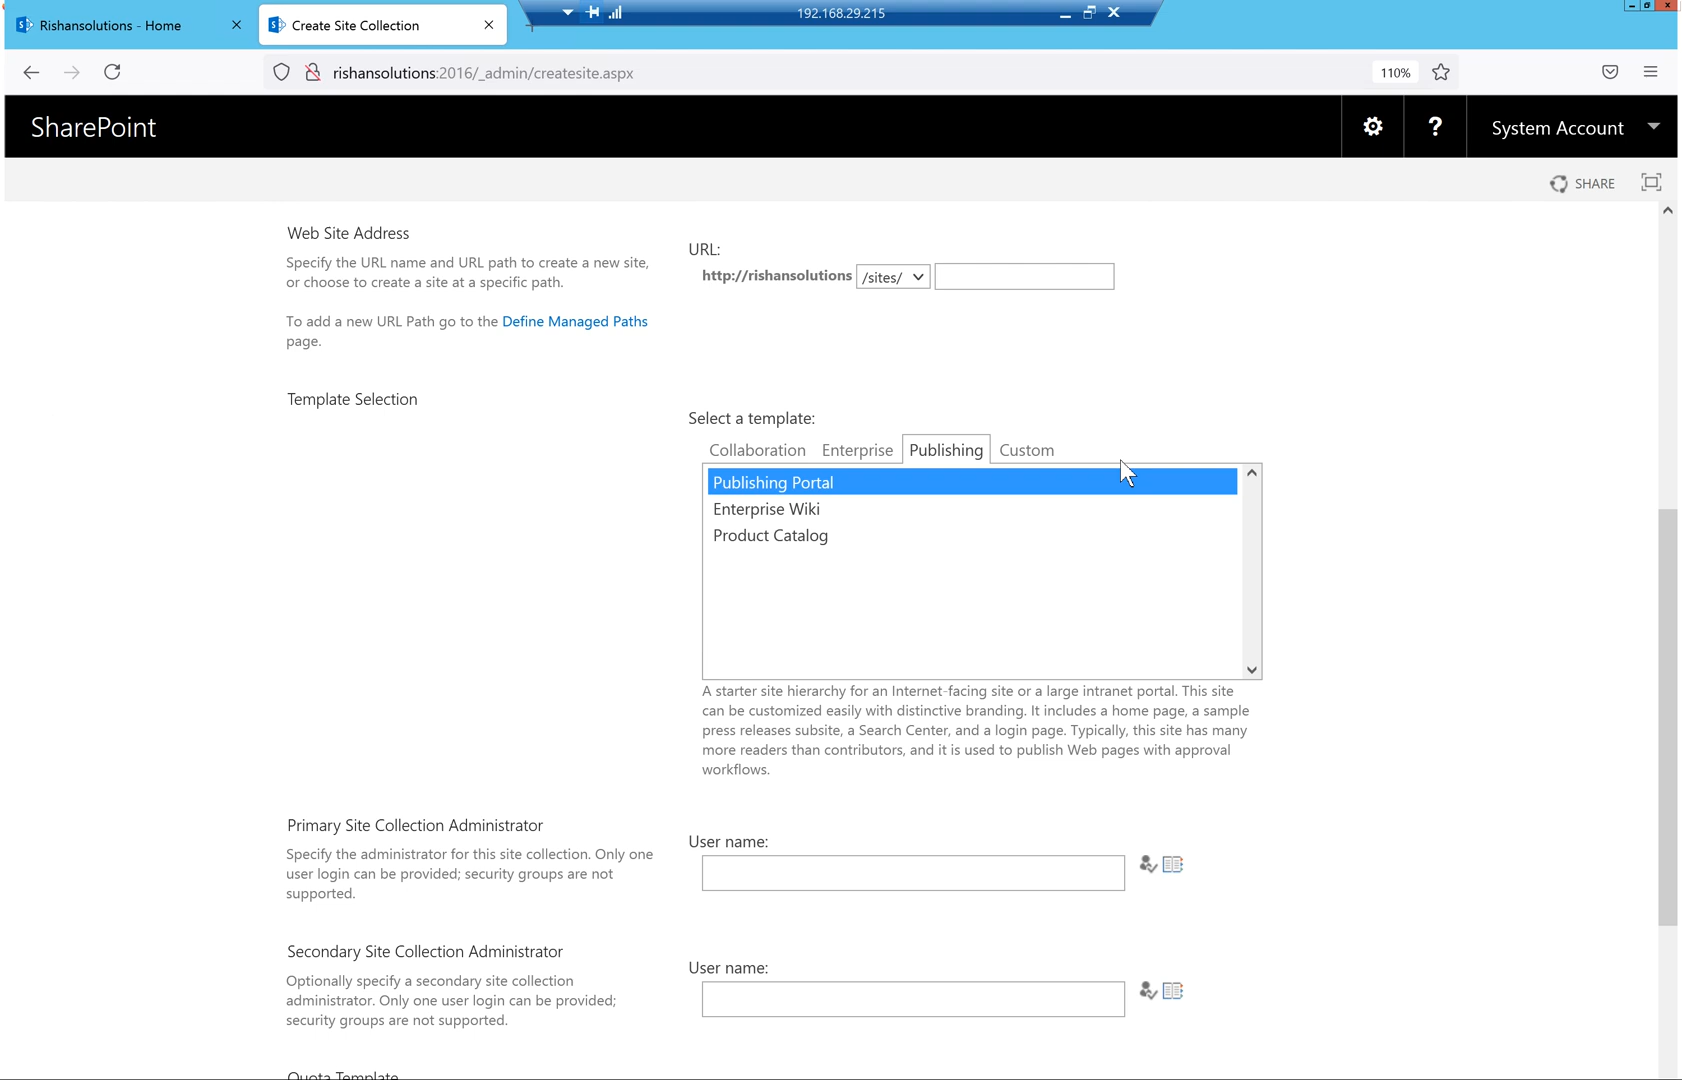 Rishansolutions - Home
Create Site Collection
192.168.29.215
rishansolutions:2016/_admin/createsite.aspx
110%
SharePoint
?
System Account
SHARE
Web Site Address
Specify the URL name and URL path to create a new site,
or choose to create a site at a specific path.
To add a new URL Path go to the Define Managed Paths
page.
URL:
http://rishansolutions /sites/
Template Selection
Select a template:
Collaboration Enterprise Publishing Custom
Publishing Portal
Enterprise Wiki
Product Catalog
A starter site hierarchy for an Internet-facing site or a large intranet portal. This site
can be customized easily with distinctive branding. It includes a home page, a sample
press releases subsite, a Search Center, and a login page. Typically, this site has many
more readers than contributors, and it is used to publish Web pages with approval
workflows.
Primary Site Collection Administrator
Specify the administrator for this site collection. Only one
user login can be provided; security groups are not
supported.
User name:
Secondary Site Collection Administrator
Optionally specify a secondary site collection
administrator. Only one user login can be provided;
security groups are not supported.
User name:
Quota Template